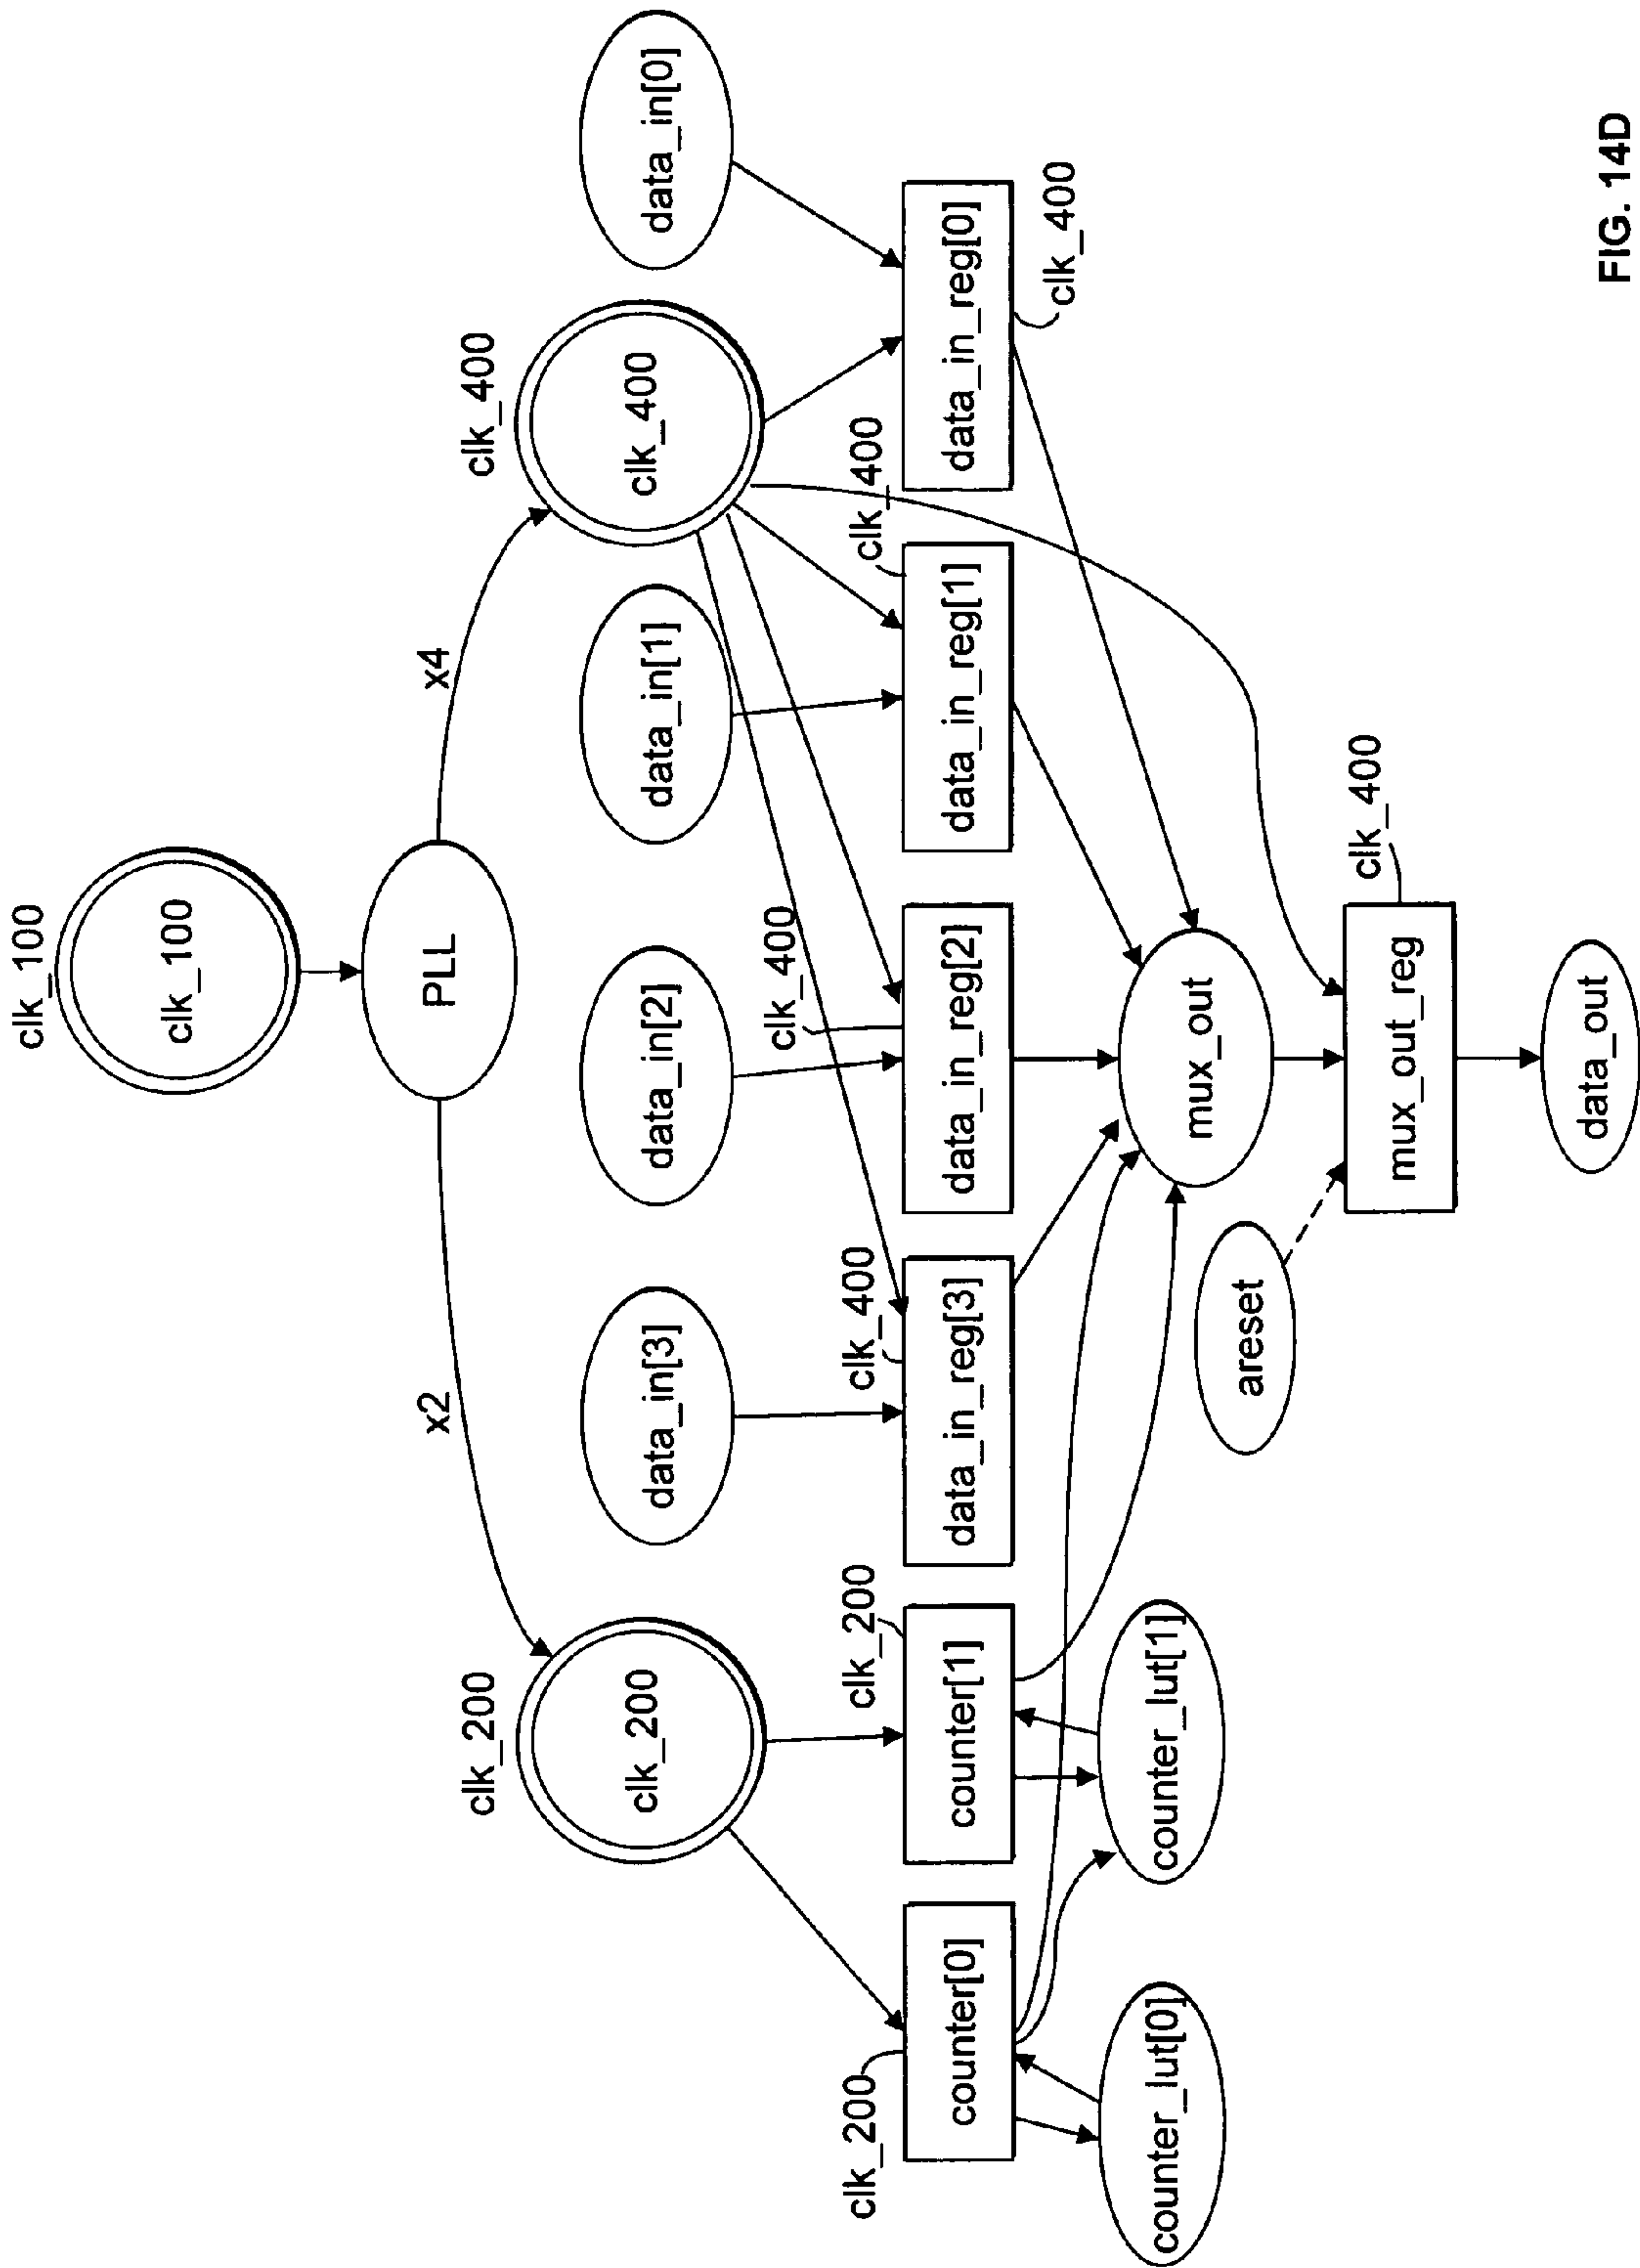 clk_100
clk_100
PLL
x2
x4
clk_200
clk_200
clk_400
clk_400
data_in[3]
data_in[2]
data_in[1]
data_in[0]
clk_200
clk_200
clk_400
clk_400
clk_400
counter[0]
counter[1]
data_in_reg[3]
data_in_reg[2]
data_in_reg[1]
data_in_reg[0]
clk_400
counter_lut[0]
counter_lut[1]
mux_out
areset
clk_400
mux_out_reg
data_out
FIG. 14D